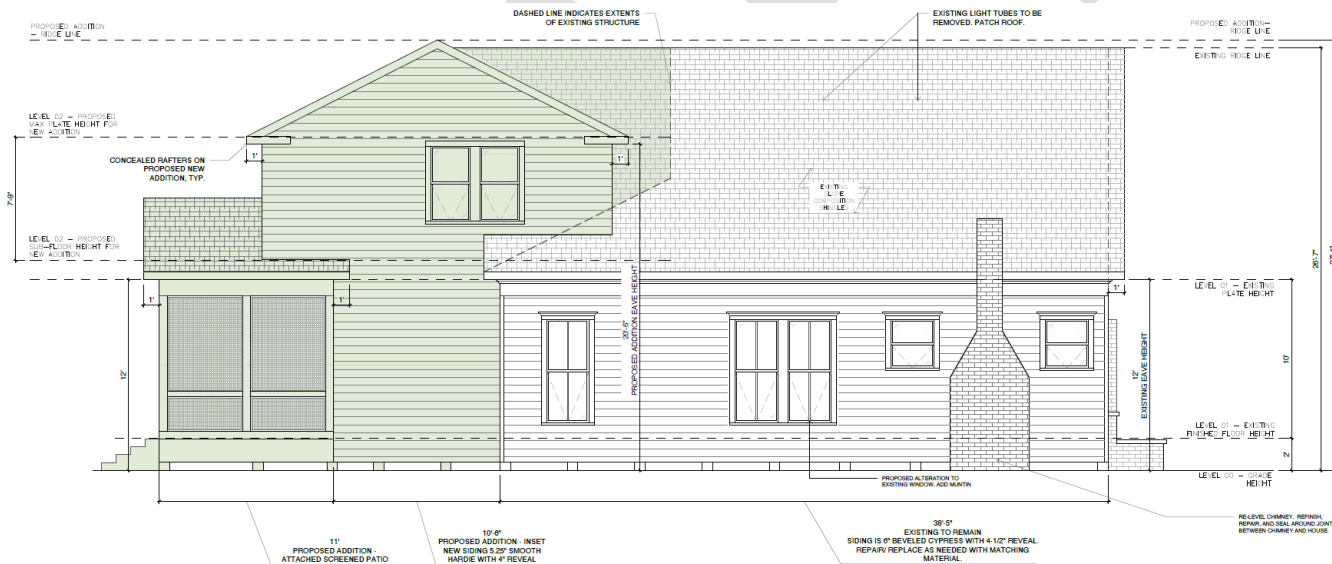 DASHED LINE INDICATES EXTENTS
OF EXISTING STRUCTURE
EXISTING LIGHT TUBES TO BE
REMOVED. PATCH ROOF.
PROPOSED ADDITION
- RIDGE LINE
PROPOSED ADDITION-
RIDGE LINE
EXISTING RIDGE LINE
LEVEL 02 - PROPOSED
MAX PLATE HEIGHT FOR
NEW ADDITION
CONCEALED RAFTERS ON
PROPOSED NEW
ADDITION, TYP.
1'
1'
7'-9"
EXISTING
SLOPE
COMPOSITION
SHINGLES
LEVEL 02 - PROPOSED
SUB-FLOOR HEIGHT FOR
NEW ADDITION
26'-7"
1'
1'
1'
20'-6"
PROPOSED ADDITION EAVE HEIGHT
LEVEL 01 - EXISTING
PLATE HEIGHT
12'
12'
EXISTING EAVE HEIGHT
10'
LEVEL 01 - EXISTING
FINISHED FLOOR HEIGHT
2'
LEVEL 00 - GRADE
HEIGHT
PROPOSED ALTERATION TO
EXISTING WINDOW. ADD MUNTIN
RE-LEVEL CHIMNEY. REFINISH,
REPAIR, AND SEAL AROUND JOINT
BETWEEN CHIMNEY AND HOUSE.
11'
PROPOSED ADDITION -
ATTACHED SCREENED PATIO
10'-6"
PROPOSED ADDITION - INSET
NEW SIDING 5.25" SMOOTH
HARDIE WITH 4" REVEAL
38'-5"
EXISTING TO REMAIN
SIDING IS 6" BEVELED CYPRESS WITH 4-1/2" REVEAL.
REPAIR/ REPLACE AS NEEDED WITH MATCHING
MATERIAL.